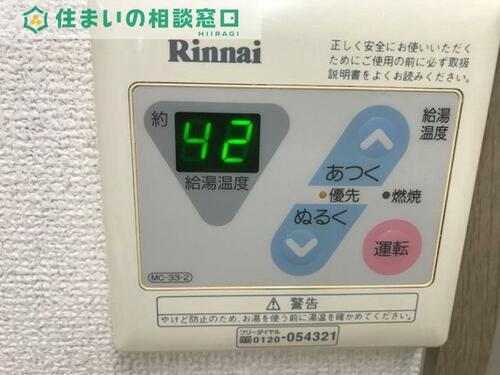 住まいの相談窓口
HIIRAGI
Rinnai
正しく安全にお使いいただく
ためにご使用の前に必ず取扱
説明書をよくお読みください。
約
42
給湯温度
給湯
温度
あつく
優先
燃焼
ぬるく
運転
MC-33-2
警告
やけど防止のため、お湯を使う前に湯温を確かめてください。
フリーダイヤル
0120-054321